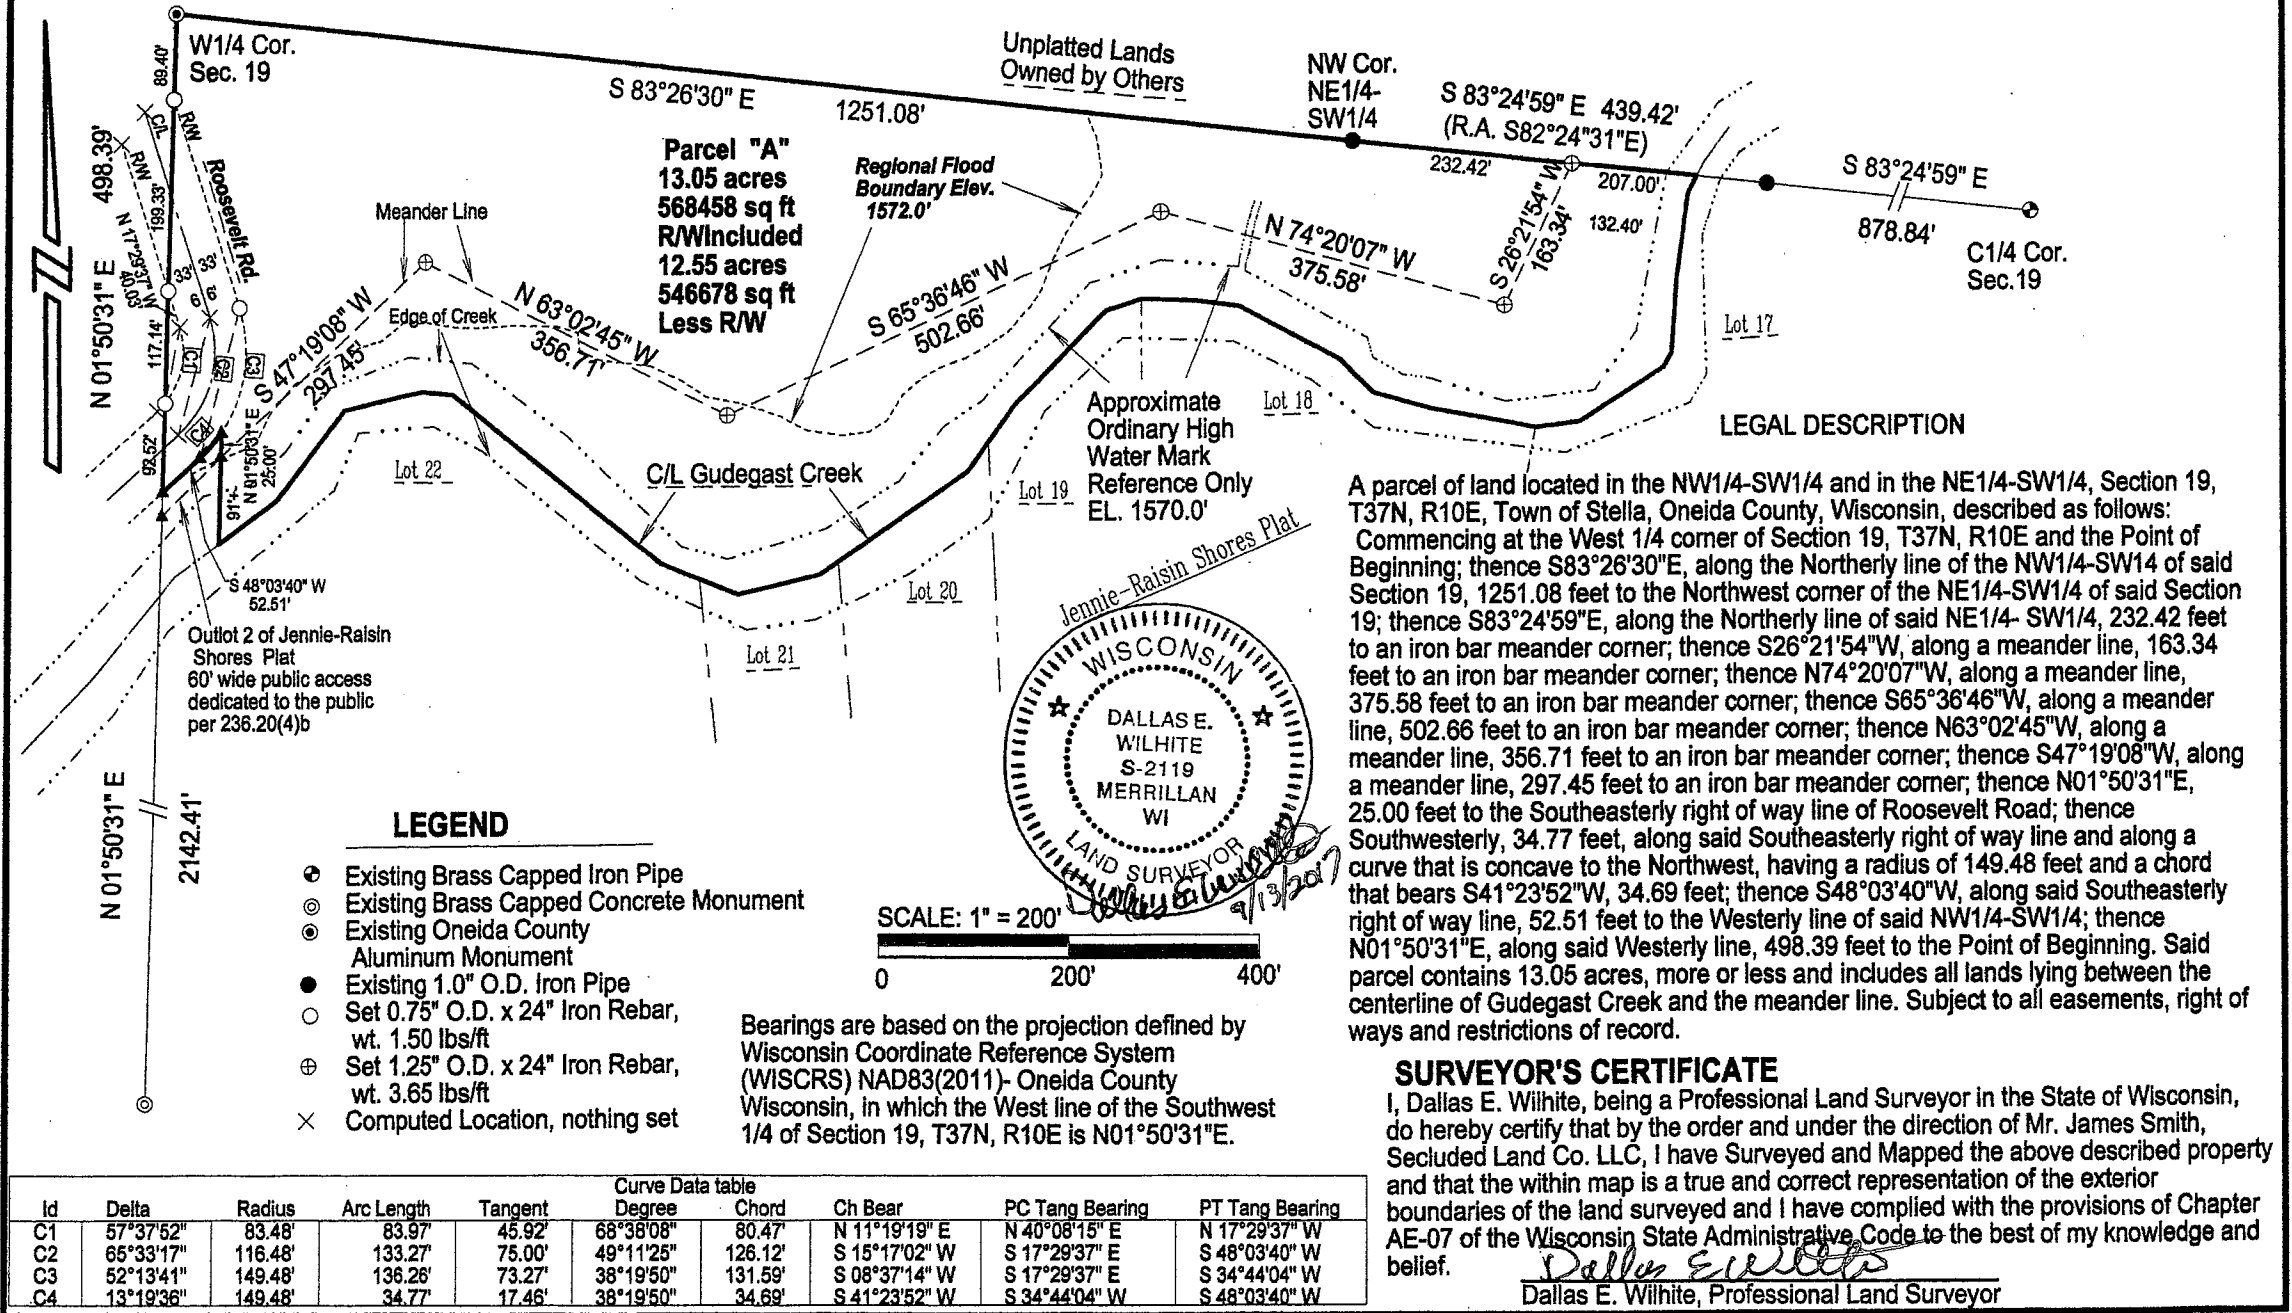 W1/4 Cor.
Sec. 19
89.40'
S 83°26'30" E
1251.08'
Unplatted Lands
Owned by Others
NW Cor.
NE1/4-
SW1/4
S 83°24'59" E 439.42'
(R.A. S82°24"31"E)
232.42'
207.00'
132.40'
S 83°24'59" E
878.84'
C1/4 Cor.
Sec.19
Parcel "A"
13.05 acres
568458 sq ft
R/WIncluded
12.55 acres
546678 sq ft
Less R/W
Regional Flood
Boundary Elev.
1572.0'
N 01°50'31" E 498.39'
C/L
R/W
R/W
Roosevelt Rd.
199.33'
N 17°29'37" W
40.03'
33' 33'
6' 6'
117.14'
C1
C2
C3
C4
93.52'
Meander Line
Edge of Creek
S 47°19'08" W
297.45'
N 63°02'45" W
356.71'
S 65°36'46" W
502.66'
N 74°20'07" W
375.58'
S 26°21'54" W
163.34'
N 01°50'31" E
25.00'
91'+-
Lot 17
Lot 18
Lot 19
Lot 20
Lot 21
Lot 22
C/L Gudegast Creek
Approximate
Ordinary High
Water Mark
Reference Only
EL. 1570.0'
Jennie-Raisin Shores Plat
S 48°03'40" W
52.51'
Outlot 2 of Jennie-Raisin
Shores Plat
60' wide public access
dedicated to the public
per 236.20(4)b
N 01°50'31" E
2142.41'
LEGEND
Existing Brass Capped Iron Pipe
Existing Brass Capped Concrete Monument
Existing Oneida County
Aluminum Monument
Existing 1.0" O.D. Iron Pipe
Set 0.75" O.D. x 24" Iron Rebar,
wt. 1.50 lbs/ft
Set 1.25" O.D. x 24" Iron Rebar,
wt. 3.65 lbs/ft
Computed Location, nothing set
WISCONSIN
DALLAS E.
WILHITE
S-2119
MERRILLAN
WI
LAND SURVEYOR
9/13/2017
SCALE: 1" = 200'
0 200' 400'
Bearings are based on the projection defined by
Wisconsin Coordinate Reference System
(WISCRS) NAD83(2011)- Oneida County
Wisconsin, in which the West line of the Southwest
1/4 of Section 19, T37N, R10E is N01°50'31"E.
LEGAL DESCRIPTION
A parcel of land located in the NW1/4-SW1/4 and in the NE1/4-SW1/4, Section 19,
T37N, R10E, Town of Stella, Oneida County, Wisconsin, described as follows:
Commencing at the West 1/4 corner of Section 19, T37N, R10E and the Point of
Beginning; thence S83°26'30"E, along the Northerly line of the NW1/4-SW14 of said
Section 19, 1251.08 feet to the Northwest corner of the NE1/4-SW1/4 of said Section
19; thence S83°24'59"E, along the Northerly line of said NE1/4- SW1/4, 232.42 feet
to an iron bar meander corner; thence S26°21'54"W, along a meander line, 163.34
feet to an iron bar meander corner; thence N74°20'07"W, along a meander line,
375.58 feet to an iron bar meander corner; thence S65°36'46"W, along a meander
line, 502.66 feet to an iron bar meander corner; thence N63°02'45"W, along a
meander line, 356.71 feet to an iron bar meander corner; thence S47°19'08"W, along
a meander line, 297.45 feet to an iron bar meander corner; thence N01°50'31"E,
25.00 feet to the Southeasterly right of way line of Roosevelt Road; thence
Southwesterly, 34.77 feet, along said Southeasterly right of way line and along a
curve that is concave to the Northwest, having a radius of 149.48 feet and a chord
that bears S41°23'52"W, 34.69 feet; thence S48°03'40"W, along said Southeasterly
right of way line, 52.51 feet to the Westerly line of said NW1/4-SW1/4; thence
N01°50'31"E, along said Westerly line, 498.39 feet to the Point of Beginning. Said
parcel contains 13.05 acres, more or less and includes all lands lying between the
centerline of Gudegast Creek and the meander line. Subject to all easements, right of
ways and restrictions of record.
SURVEYOR'S CERTIFICATE
I, Dallas E. Wilhite, being a Professional Land Surveyor in the State of Wisconsin,
do hereby certify that by the order and under the direction of Mr. James Smith,
Secluded Land Co. LLC, I have Surveyed and Mapped the above described property
and that the within map is a true and correct representation of the exterior
boundaries of the land surveyed and I have complied with the provisions of Chapter
AE-07 of the Wisconsin State Administrative Code to the best of my knowledge and
belief.
Dallas E Wilhite
Dallas E. Wilhite, Professional Land Surveyor
Curve Data table
Id Delta Radius Arc Length Tangent Degree Chord Ch Bear PC Tang Bearing PT Tang Bearing
C1 57°37'52" 83.48' 83.97' 45.92' 68°38'08" 80.47' N 11°19'19" E N 40°08'15" E N 17°29'37" W
C2 65°33'17" 116.48' 133.27' 75.00' 49°11'25" 126.12' S 15°17'02" W S 17°29'37" E S 48°03'40" W
C3 52°13'41" 149.48' 136.26' 73.27' 38°19'50" 131.59' S 08°37'14" W S 17°29'37" E S 34°44'04" W
C4 13°19'36" 149.48' 34.77' 17.46' 38°19'50" 34.69' S 41°23'52" W S 34°44'04" W S 48°03'40" W